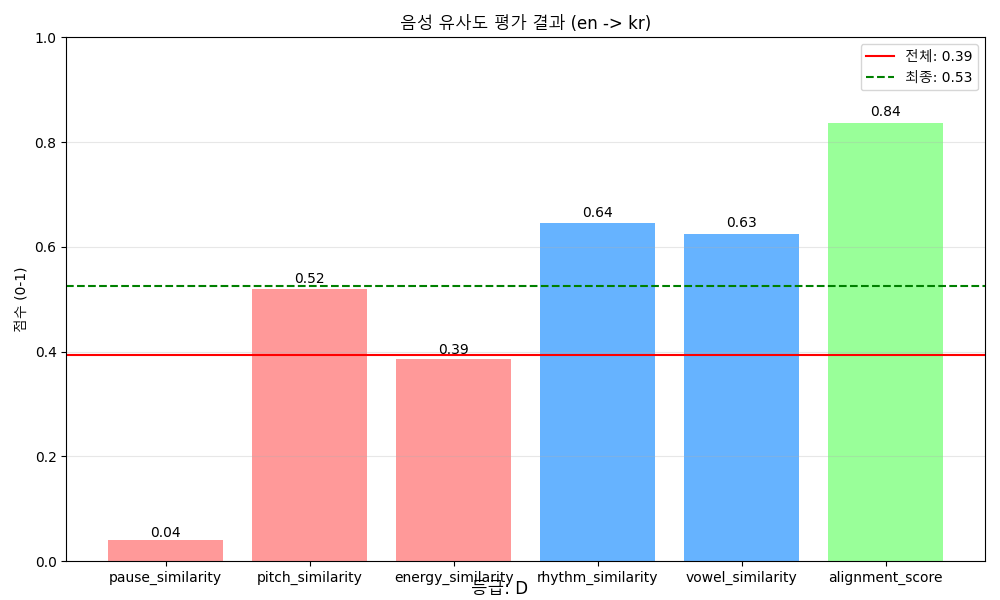 음성 유사도 평가 결과 (en -> kr)
전체: 0.39
최종: 0.53
점수 (0-1)
1.0
0.8
0.6
0.4
0.2
0.0
0.04
0.52
0.39
0.64
0.63
0.84
pause_similarity
pitch_similarity
energy_similarity
rhythm_similarity
vowel_similarity
alignment_score
등급: D